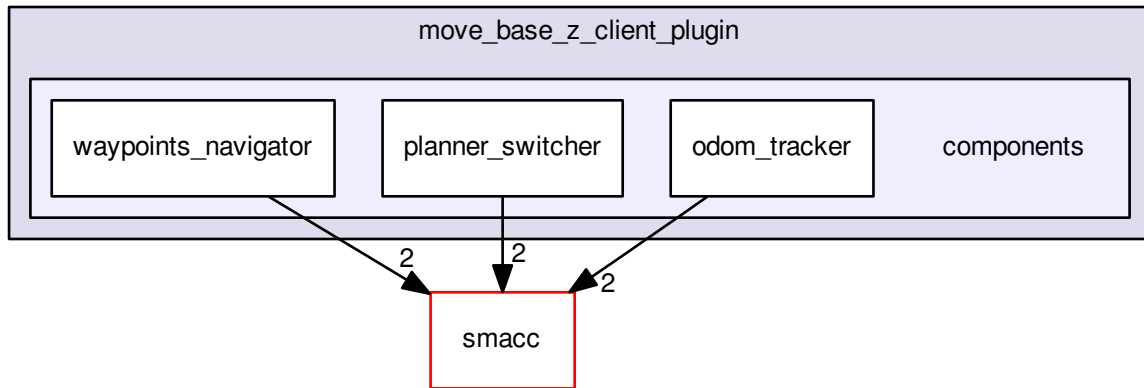 move_base_z_client_plugin
waypoints_navigator
planner_switcher
odom_tracker
components
2
2
2
smacc